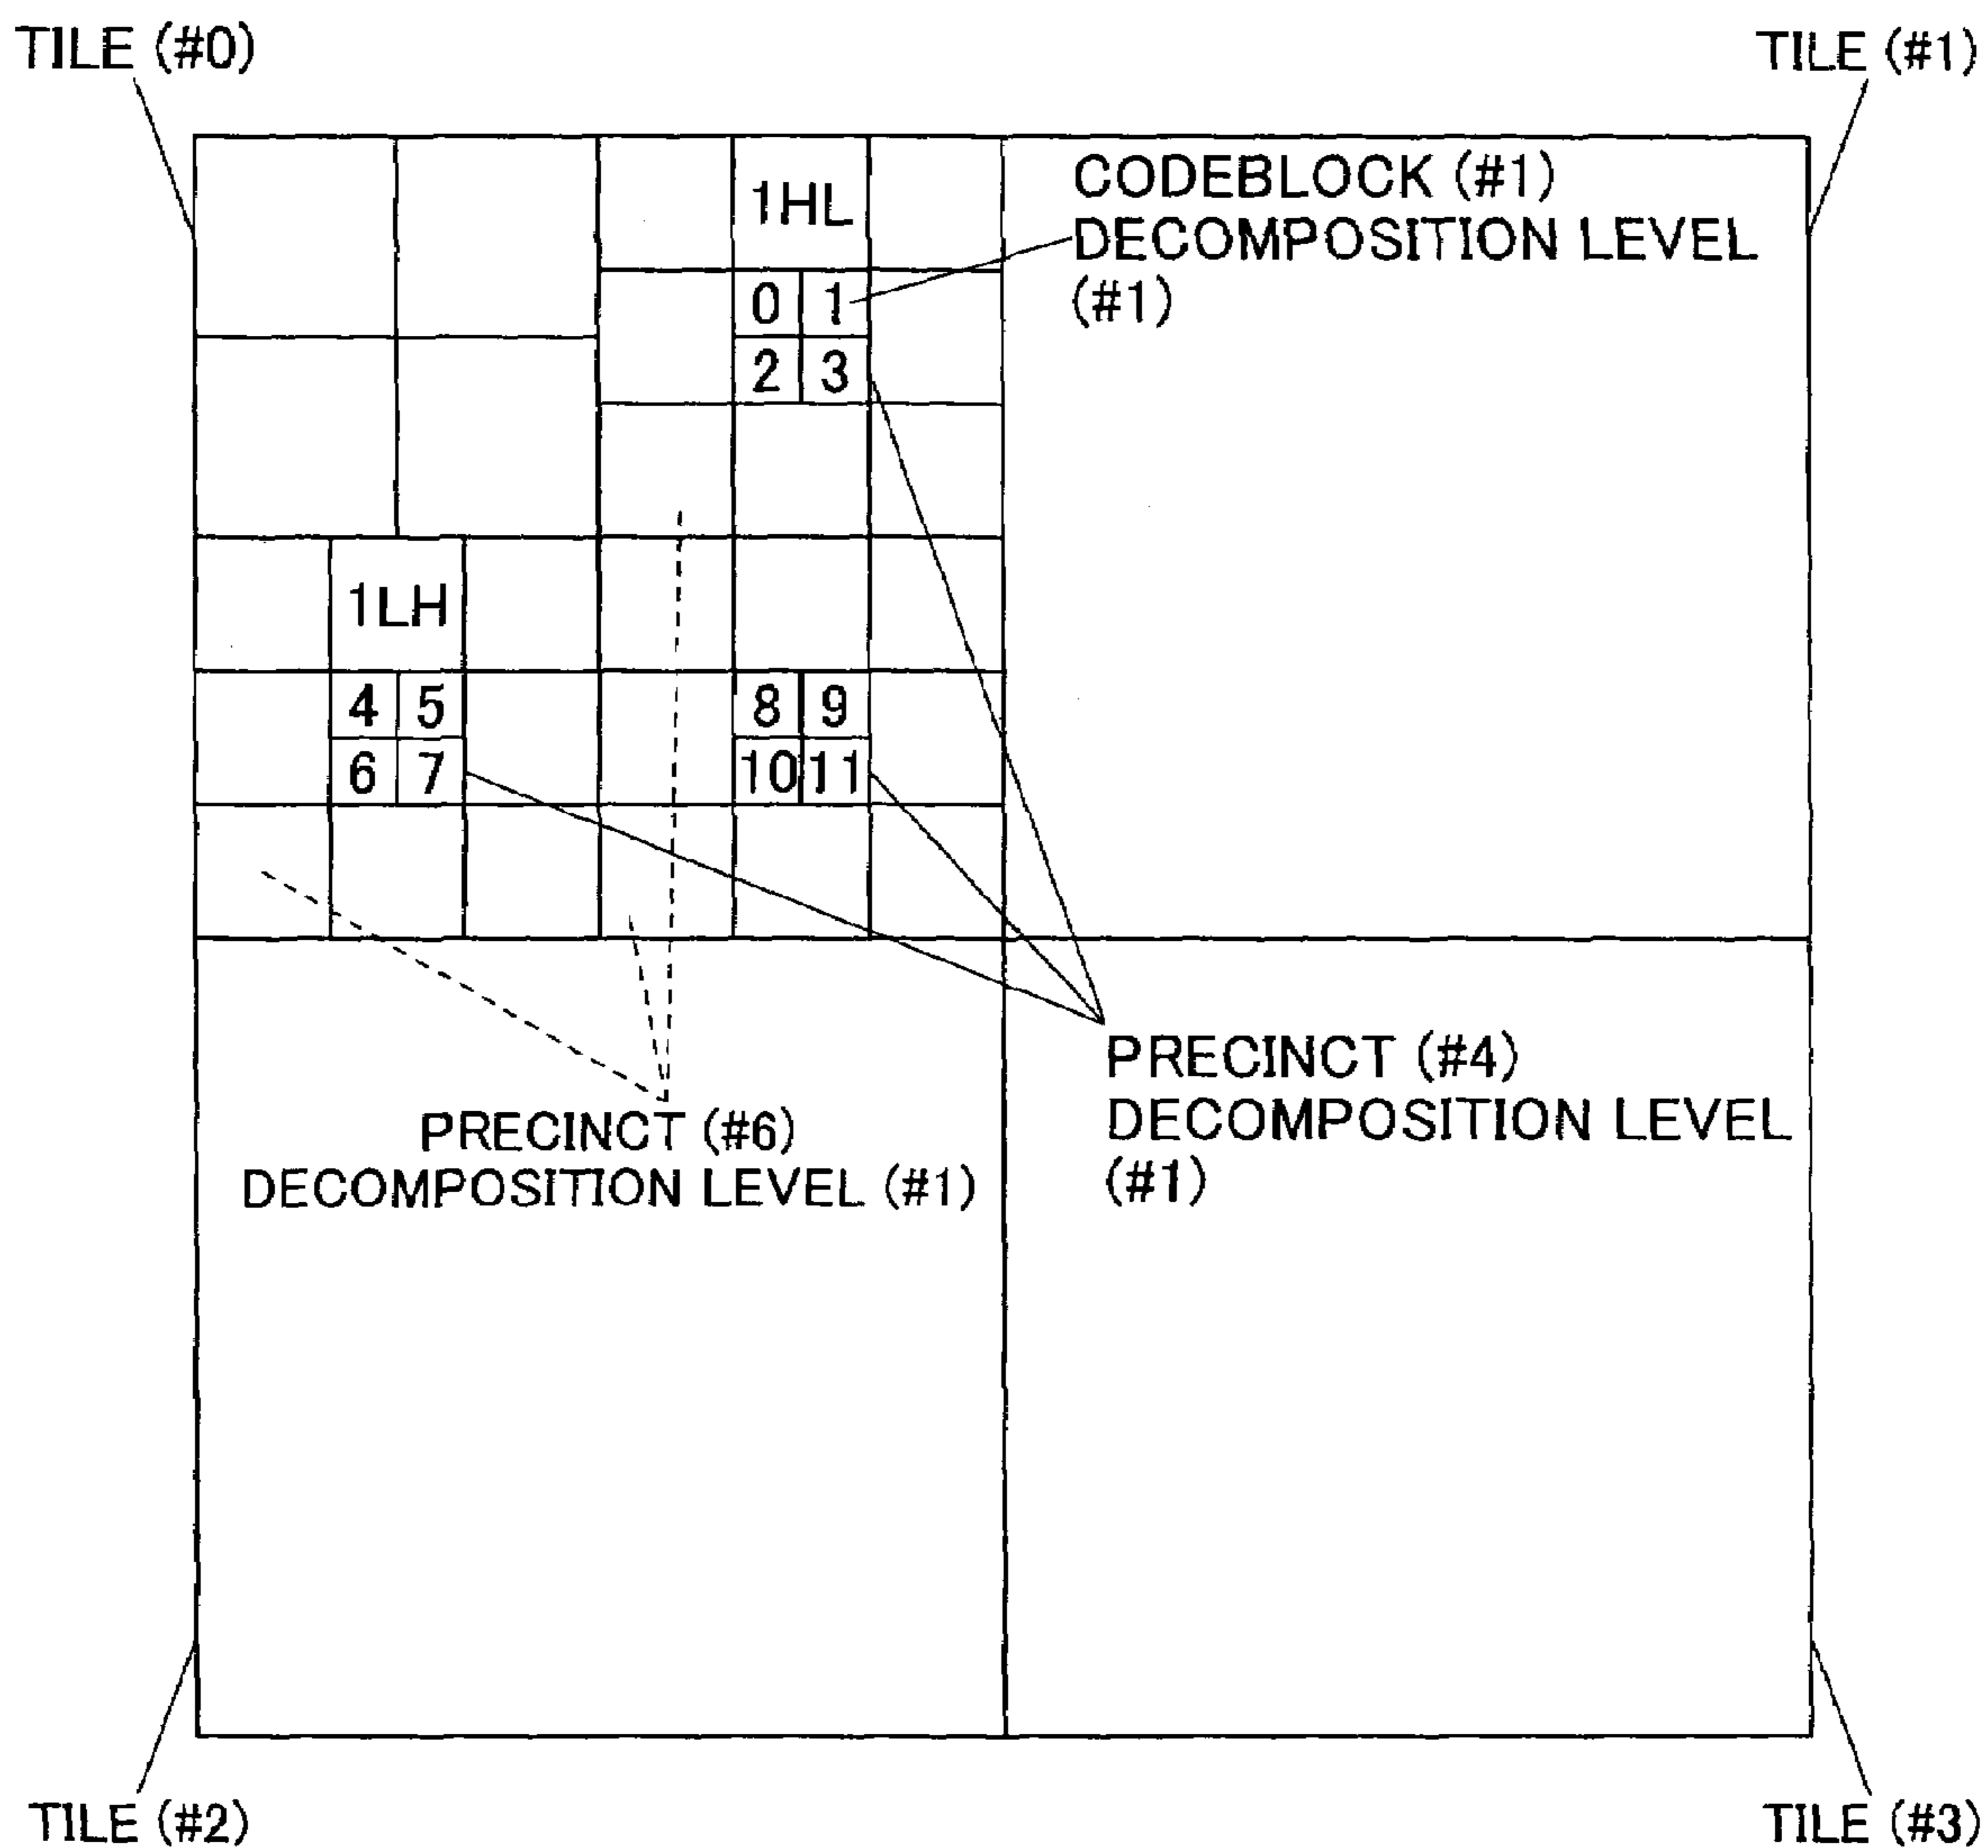 TILE (#0)
TILE (#1)
1HL
CODEBLOCK (#1)
DECOMPOSITION LEVEL
(#1)
0 1
2 3
1LH
4 5
6 7
8 9
10 11
PRECINCT (#4)
DECOMPOSITION LEVEL
(#1)
PRECINCT (#6)
DECOMPOSITION LEVEL (#1)
TILE (#2)
TILE (#3)